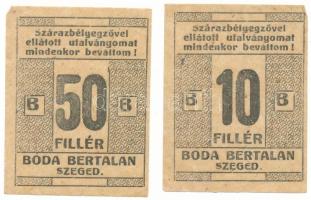 Szárazbélyegzővel
ellátott utalványomat
mindenkor beváltom !
B 50 B
FILLÉR
BODA BERTALAN
SZEGED.
Szárazbélyegzővel
ellátott utalványomat
mindenkor beváltom !
B 10 B
FILLÉR
BODA BERTALAN
SZEGED.